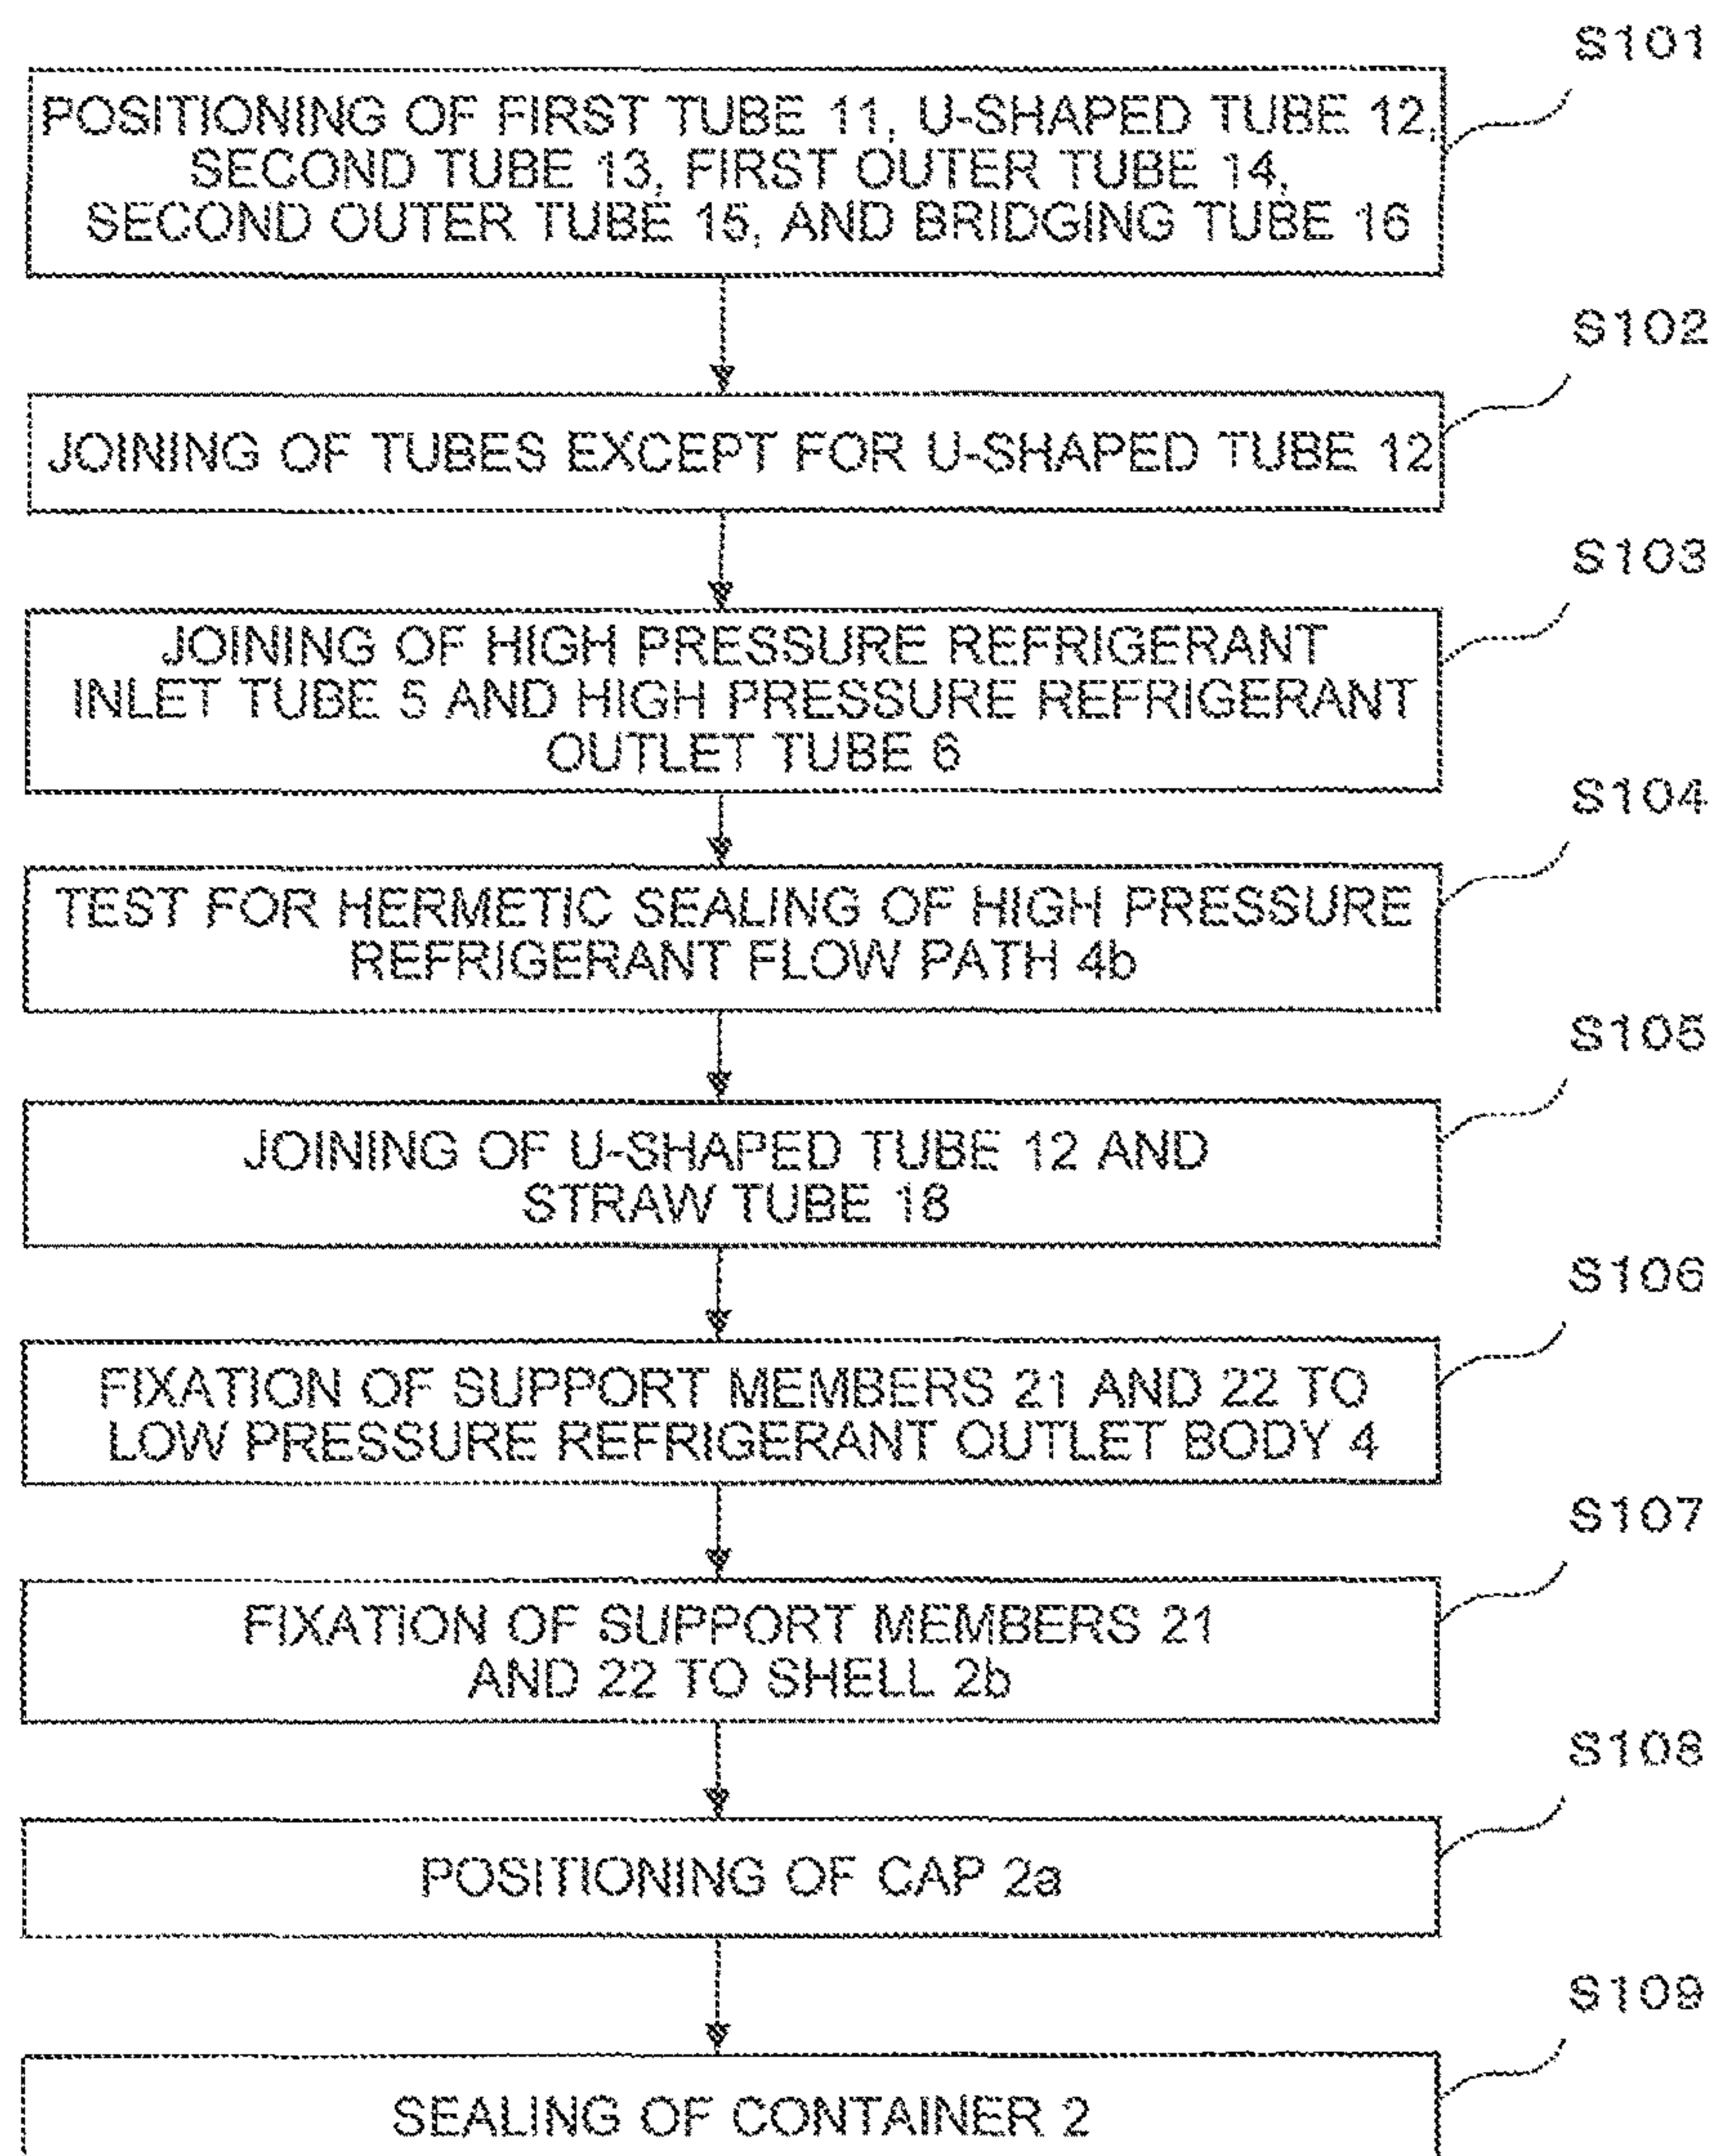 S101
POSITIONING OF FIRST TUBE 11, U-SHAPED TUBE 12,
SECOND TUBE 13, FIRST OUTER TUBE 14,
SECOND OUTER TUBE 15, AND BRIDGING TUBE 16
S102
JOINING OF TUBES EXCEPT FOR U-SHAPED TUBE 12
S103
JOINING OF HIGH PRESSURE REFRIGERANT
INLET TUBE 5 AND HIGH PRESSURE REFRIGERANT
OUTLET TUBE 6
S104
TEST FOR HERMETIC SEALING OF HIGH PRESSURE
REFRIGERANT FLOW PATH 4b
S105
JOINING OF U-SHAPED TUBE 12 AND
STRAW TUBE 18
S106
FIXATION OF SUPPORT MEMBERS 21 AND 22 TO
LOW PRESSURE REFRIGERANT OUTLET BODY 4
S107
FIXATION OF SUPPORT MEMBERS 21
AND 22 TO SHELL 2b
S108
POSITIONING OF CAP 2a
S109
SEALING OF CONTAINER 2